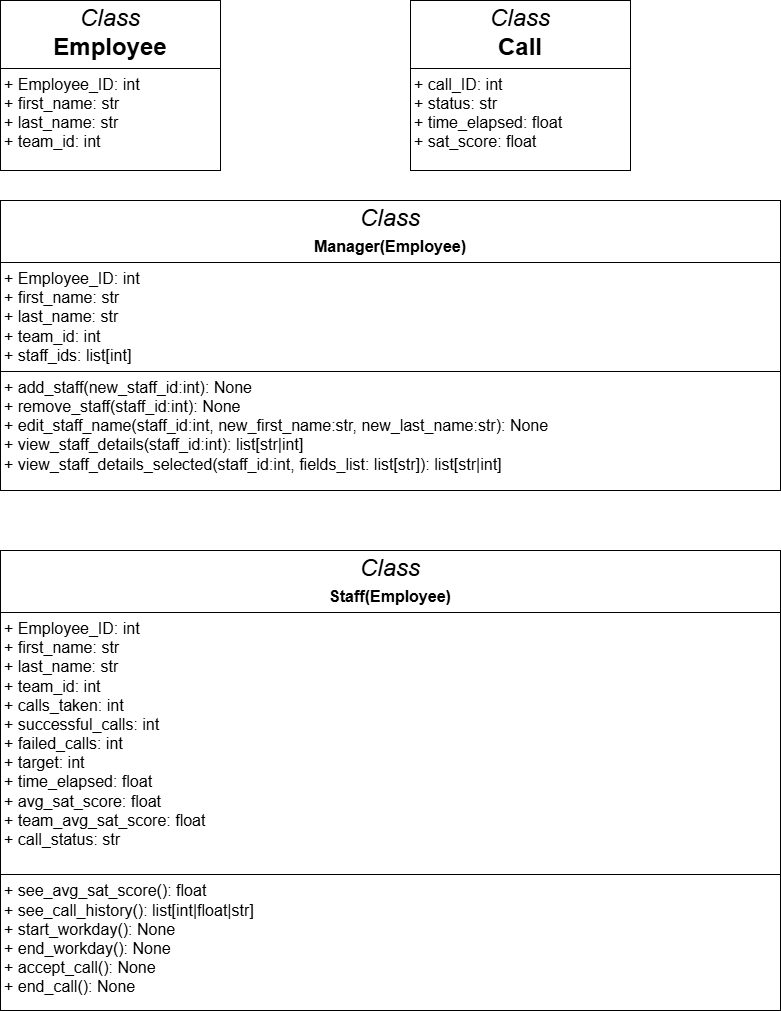 Class
Employee
+ Employee_ID: int
+ first_name: str
+ last_name: str
+ team_id: int
Class
Call
+ call_ID: int
+ status: str
+ time_elapsed: float
+ sat_score: float
Class
Manager(Employee)
+ Employee_ID: int
+ first_name: str
+ last_name: str
+ team_id: int
+ staff_ids: list[int]
+ add_staff(new_staff_id:int): None
+ remove_staff(staff_id:int): None
+ edit_staff_name(staff_id:int, new_first_name:str, new_last_name:str): None
+ view_staff_details(staff_id:int): list[str|int]
+ view_staff_details_selected(staff_id:int, fields_list: list[str]): list[str|int]
Class
Staff(Employee)
+ Employee_ID: int
+ first_name: str
+ last_name: str
+ team_id: int
+ calls_taken: int
+ successful_calls: int
+ failed_calls: int
+ target: int
+ time_elapsed: float
+ avg_sat_score: float
+ team_avg_sat_score: float
+ call_status: str
+ see_avg_sat_score(): float
+ see_call_history(): list[int|float|str]
+ start_workday(): None
+ end_workday(): None
+ accept_call(): None
+ end_call(): None